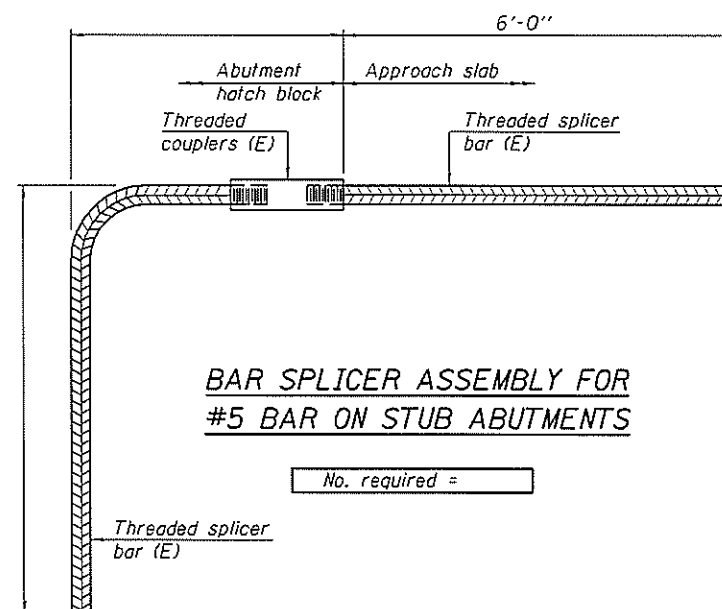 6'-0"
Abutment
hatch block
Approach slab
Threaded
couplers (E)
Threaded splicer
bar (E)
BAR SPLICER ASSEMBLY FOR
#5 BAR ON STUB ABUTMENTS
No. required =
Threaded splicer
bar (E)